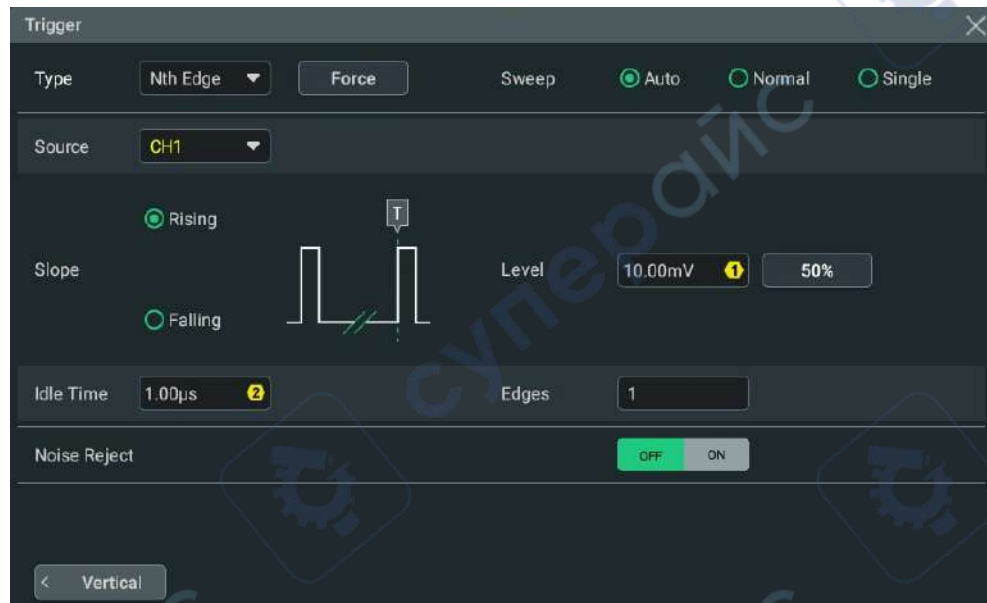 Trigger
Type Nth Edge Force Sweep Auto Normal Single
Source CH1
Rising
T
Slope Level 10.00mV 1 50%
Falling
Idle Time 1.00µs 2 Edges 1
Noise Reject OFF ON
< Vertical
суперайс